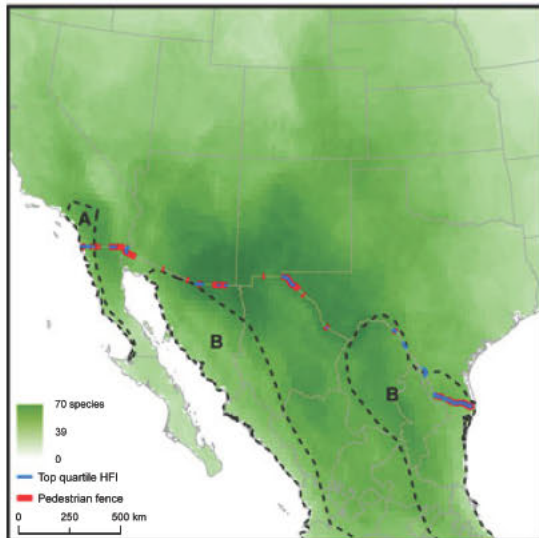 A
B
B
70 species
39
0
Top quartile HFI
Pedestrian fence
0 250 500 km